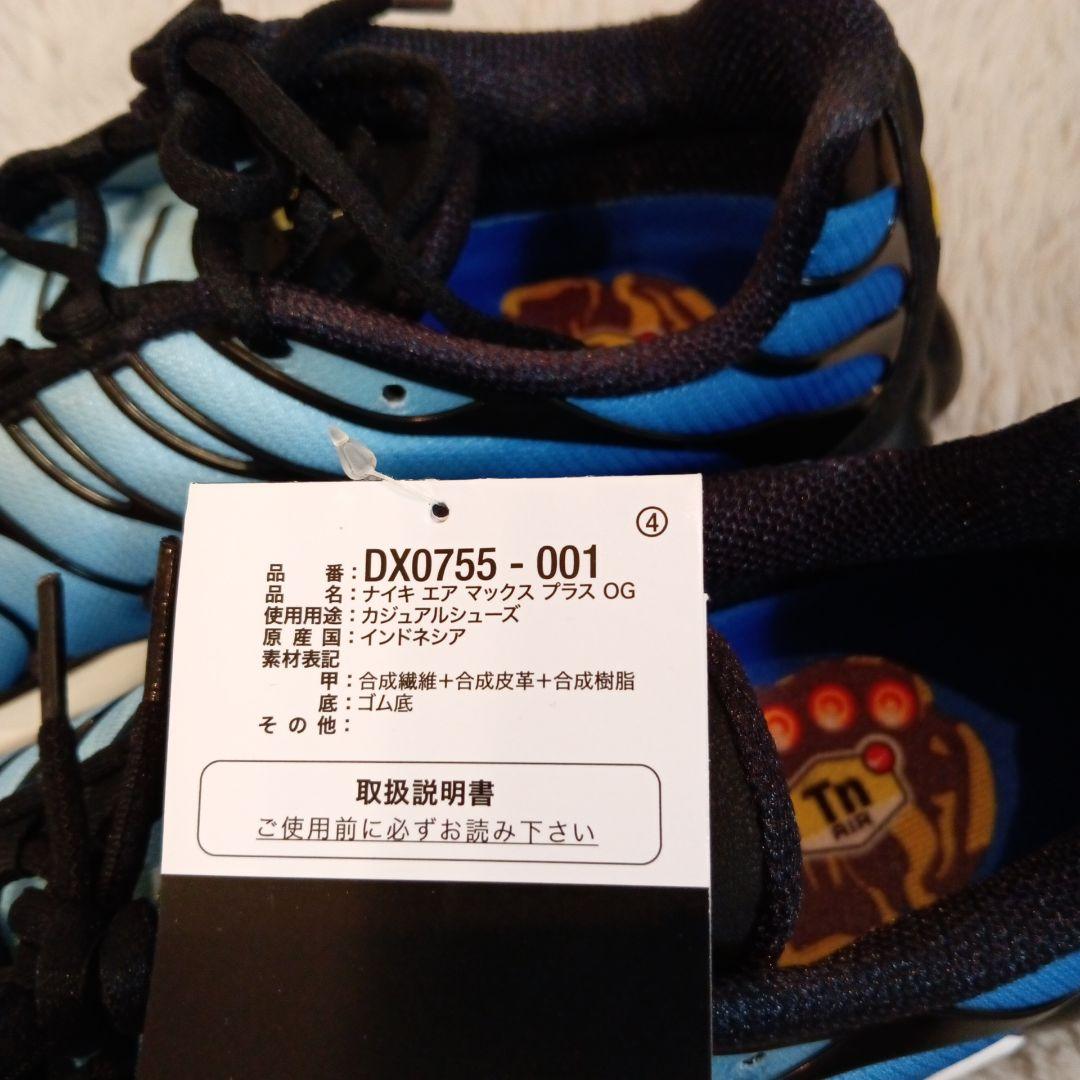 ④
品番：DX0755 - 001
品名：ナイキ エア マックス プラス OG
使用用途：カジュアルシューズ
原産国：インドネシア
素材表記
甲：合成繊維＋合成皮革＋合成樹脂
底：ゴム底
その他：
取扱説明書
ご使用前に必ずお読み下さい
Tn
AIR